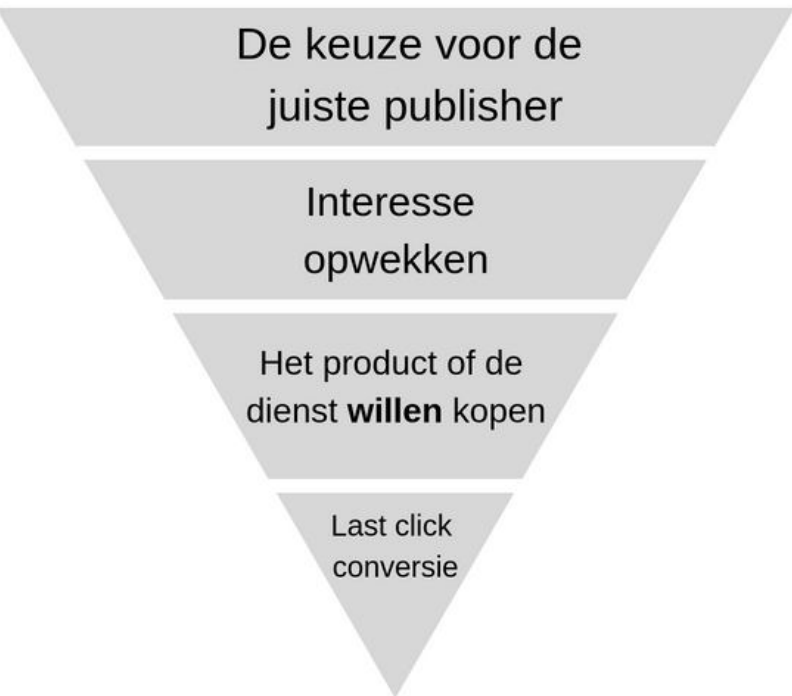 De keuze voor de
juiste publisher
Interesse
opwekken
Het product of de
dienst willen kopen
Last click
conversie